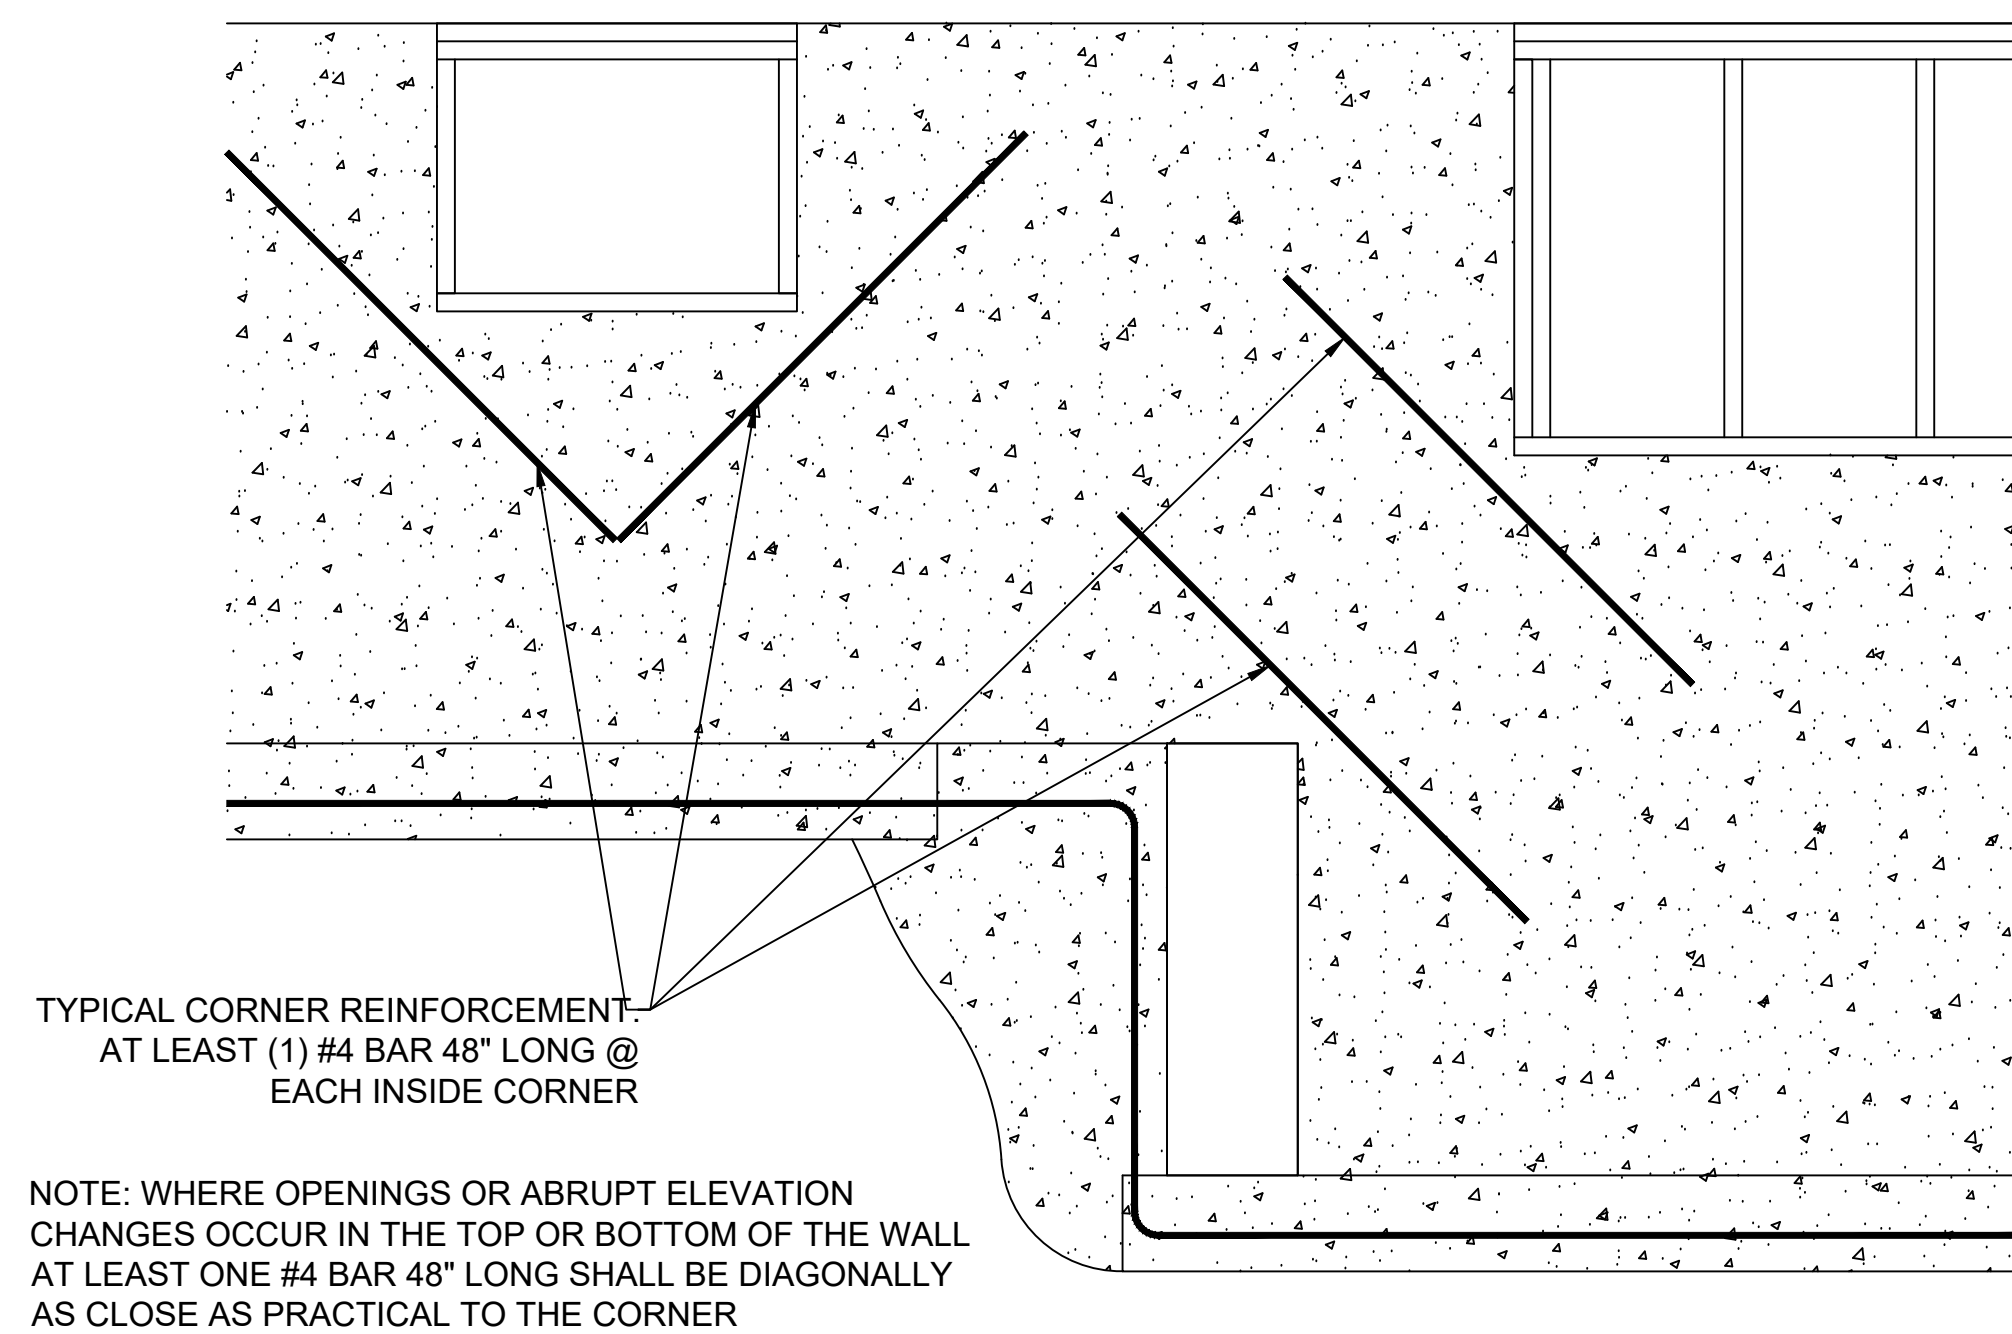 TYPICAL CORNER REINFORCEMENT:
AT LEAST (1) #4 BAR 48" LONG @
EACH INSIDE CORNER
NOTE: WHERE OPENINGS OR ABRUPT ELEVATION
CHANGES OCCUR IN THE TOP OR BOTTOM OF THE WALL
AT LEAST ONE #4 BAR 48" LONG SHALL BE DIAGONALLY
AS CLOSE AS PRACTICAL TO THE CORNER